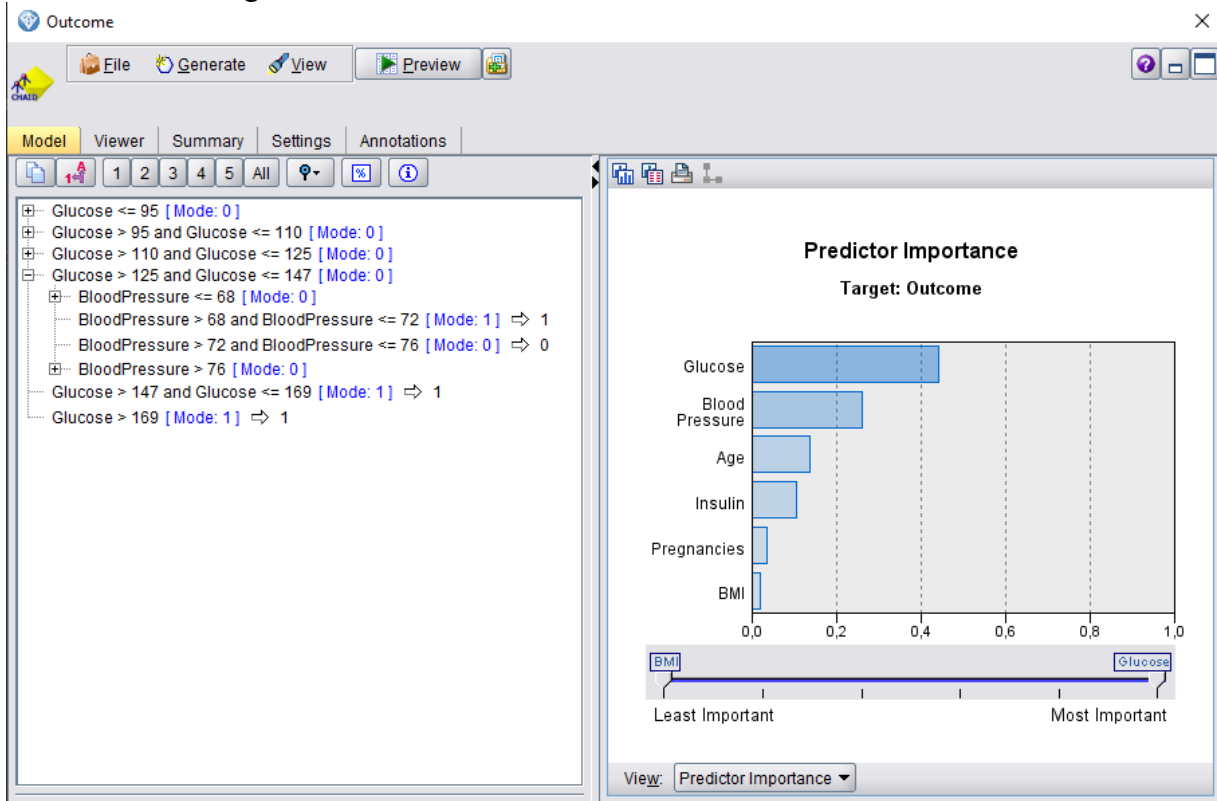 Outcome
File Generate View Preview
CHAID
Model Viewer Summary Settings Annotations
1 2 3 4 5 All %
Glucose <= 95 [ Mode: 0 ]
Glucose > 95 and Glucose <= 110 [ Mode: 0 ]
Glucose > 110 and Glucose <= 125 [ Mode: 0 ]
Glucose > 125 and Glucose <= 147 [ Mode: 0 ]
BloodPressure <= 68 [ Mode: 0 ]
BloodPressure > 68 and BloodPressure <= 72 [ Mode: 1 ] ⇨ 1
BloodPressure > 72 and BloodPressure <= 76 [ Mode: 0 ] ⇨ 0
BloodPressure > 76 [ Mode: 0 ]
Glucose > 147 and Glucose <= 169 [ Mode: 1 ] ⇨ 1
Glucose > 169 [ Mode: 1 ] ⇨ 1
Predictor Importance
Target: Outcome
Glucose
Blood
Pressure
Age
Insulin
Pregnancies
BMI
0,0 0,2 0,4 0,6 0,8 1,0
BMI Glucose
Least Important Most Important
View: Predictor Importance